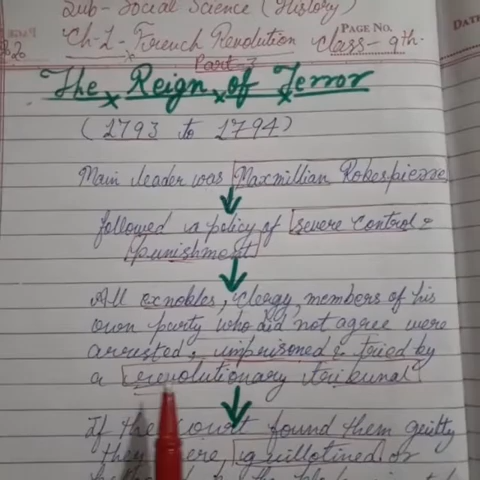 Sub- Social Science (History)
PAGE NO.
DATE
Ch-1- French Revolution Class- 9th.
Part-3
The Reign of Terror
(1793 to 1794)
Main leader was Maxmillian Robespierre
followed a policy of severe control &
punishment
All exnobles, clergy, members of his
own party who did not agree were
arrested, imprisoned & tried by
a revolutionary tribunal
If the court found them guilty
they were guillotined or